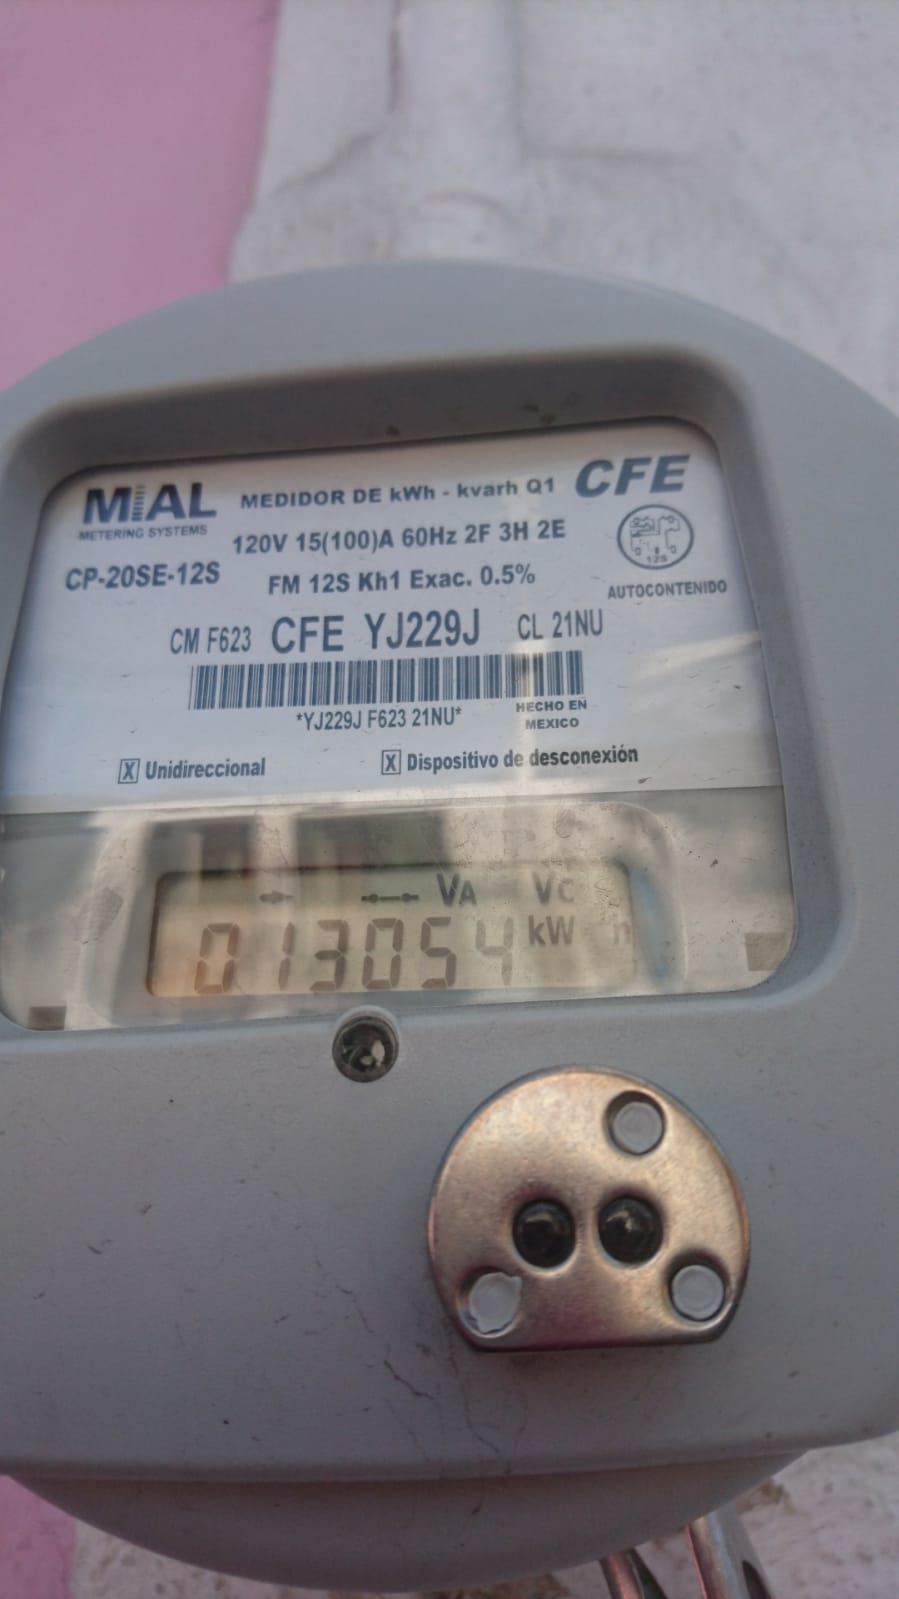 MIAL
METERING SYSTEMS
MEDIDOR DE kWh - kvarh Q1
CFE
120V 15(100)A 60Hz 2F 3H 2E
12S
CP-20SE-12S
FM 12S Kh1 Exac. 0.5%
AUTOCONTENIDO
CM F623 CFE YJ229J CL 21NU
*YJ229J F623 21NU*
HECHO EN
MEXICO
X Unidireccional
X Dispositivo de desconexión
VA VC
013054 kW h